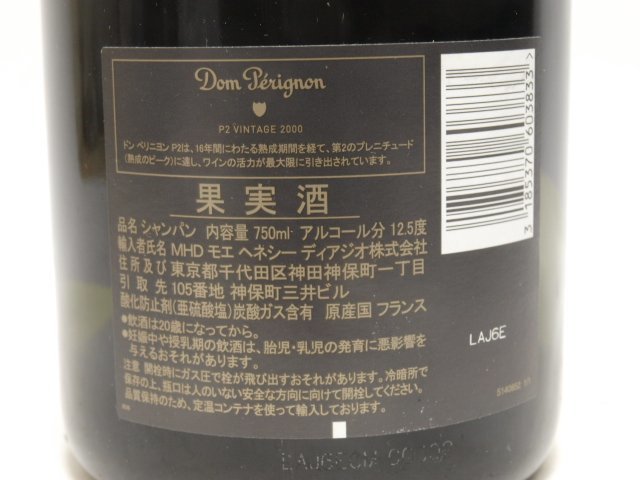 Dom Pérignon
P2 VINTAGE 2000
ドン ペリニヨン P2は、16年間にわたる熟成期間を経て、第2のプレニチュード
(熟成のピーク)に達し、ワインの活力が最大限に引き出されています。
果実酒
品名 シャンパン 内容量 750ml アルコール分 12.5度
輸入者氏名 MHD モエ ヘネシー ディアジオ株式会社
住所及び 東京都千代田区神田神保町一丁目
引取先 105番地 神保町三井ビル
酸化防止剤(亜硫酸塩)炭酸ガス含有 原産国 フランス
●飲酒は20歳になってから。
●妊娠中や授乳期の飲酒は、胎児・乳児の発育に悪影響を
与えるおそれがあります。
注意 開栓時にガス圧で栓が飛び出すおそれがあります。冷暗所で
保存の上、瓶口は人のいない安全な方向に向けて開栓してください。
品質保持のため、定温コンテナを使って輸入しております。
3 185370 603833>
LAJ6E